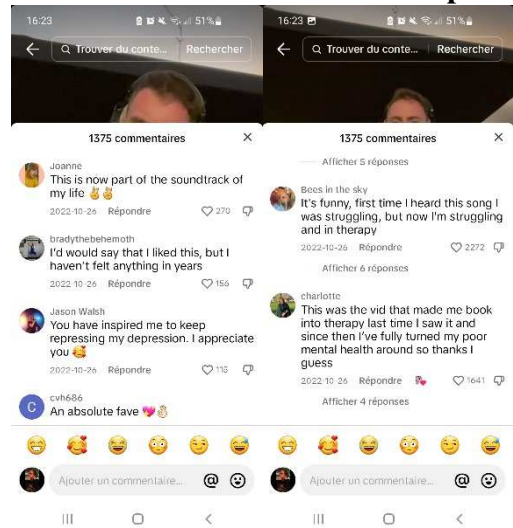 16:23
51%
Trouver du conte... Rechercher
1375 commentaires
Joanne
This is now part of the soundtrack of
my life
2022-10-26 Répondre 270
bradythebehemoth
I'd would say that I liked this, but I
haven't felt anything in years
2022-10-26 Répondre 156
Jason Walsh
You have inspired me to keep
repressing my depression. I appreciate
you 🥰
2022-10-26 Répondre
cvh686
C
An absolute fave
Ajouter un commentaire... @
16:23
51%
Trouver du conte... Rechercher
1375 commentaires
Afficher 5 réponses
Bees in the sky
It's funny, first time I heard this song I
was struggling, but now I'm struggling
and in therapy
2022-10-26 Répondre 2272
Afficher 6 réponses
charlotte
This was the vid that made me book
into therapy last time I saw it and
since then I've fully turned my poor
mental health around so thanks I
guess
2022-10-26 Répondre 1641
Afficher 4 réponses
Ajouter un commentaire... @